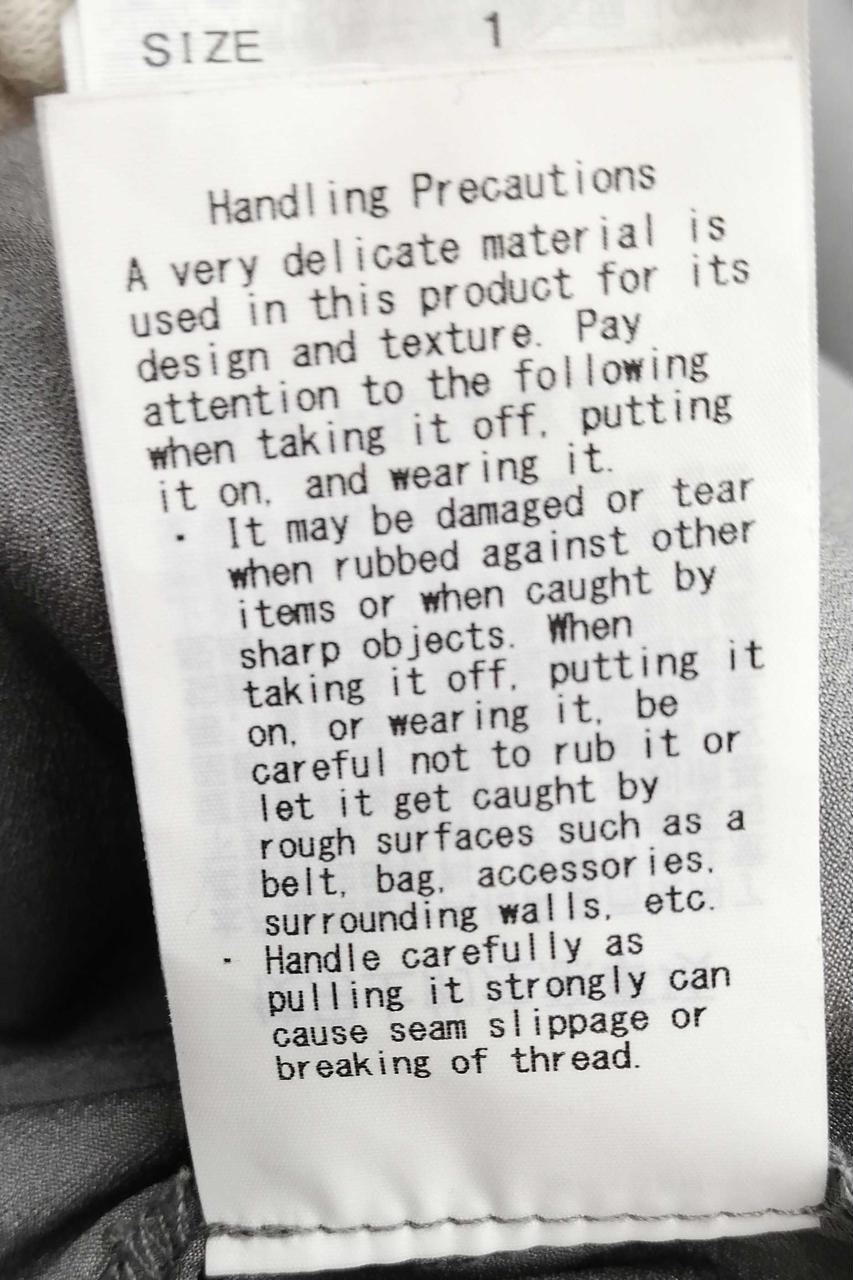 SIZE 1
Handling Precautions
A very delicate material is
used in this product for its
design and texture. Pay
attention to the following
when taking it off, putting
it on, and wearing it.
· It may be damaged or tear
when rubbed against other
items or when caught by
sharp objects. When
taking it off, putting it
on, or wearing it, be
careful not to rub it or
let it get caught by
rough surfaces such as a
belt, bag, accessories,
surrounding walls, etc.
· Handle carefully as
pulling it strongly can
cause seam slippage or
breaking of thread.